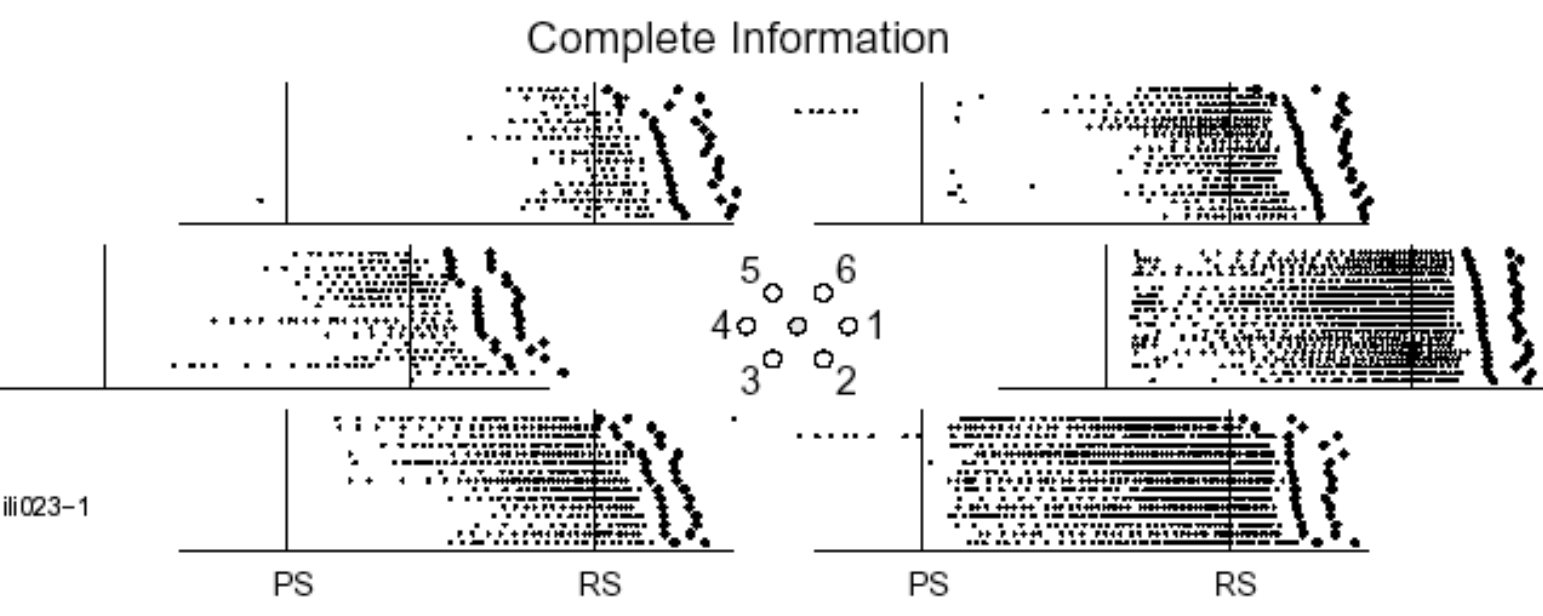 Complete Information
5 6
4 1
3 2
ili023−1
PS RS PS RS